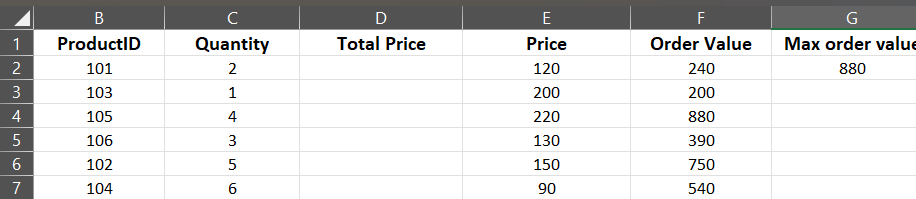 B C D E F G
1 ProductID Quantity Total Price Price Order Value Max order value
2 101 2 120 240 880
3 103 1 200 200
4 105 4 220 880
5 106 3 130 390
6 102 5 150 750
7 104 6 90 540